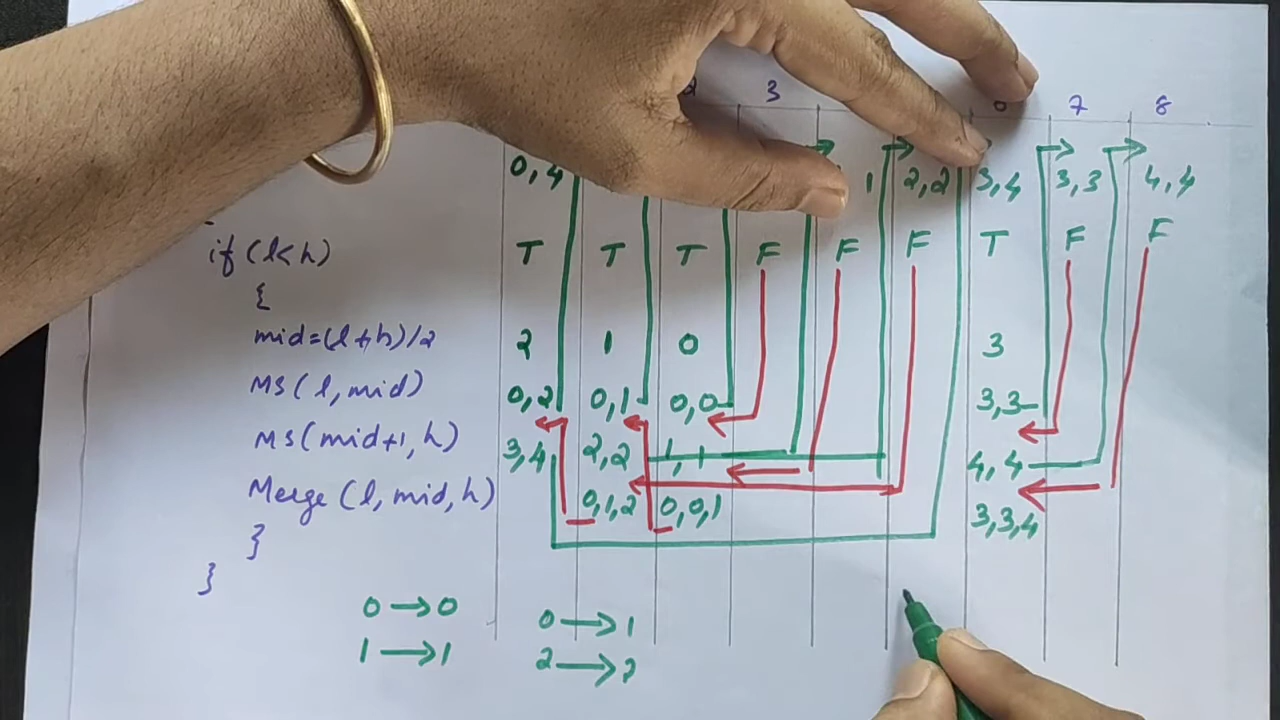 3 7 8
0,4 1 2,2 3,4 3,3 4,4
if (l<h) T T T F F F T F F
{
mid=(l+h)/2 2 1 0 3
MS(l,mid) 0,2 0,1 0,0 3,3
MS(mid+1,h) 3,4 2,2 1,1 4,4
Merge(l,mid,h) 0,1,2 0,0,1 3,3,4
}
}
0→0 0→1
1→1 2→2